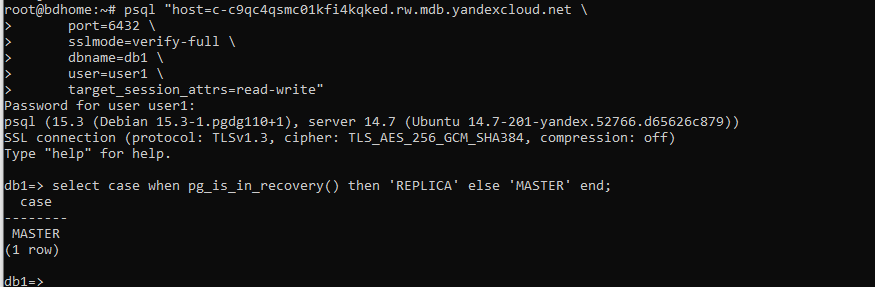 root@bdhome:~# psql "host=c-c9qc4qsmc01kfi4kqked.rw.mdb.yandexcloud.net \
>      port=6432 \
>      sslmode=verify-full \
>      dbname=db1 \
>      user=user1 \
>      target_session_attrs=read-write"
Password for user user1:
psql (15.3 (Debian 15.3-1.pgdg110+1), server 14.7 (Ubuntu 14.7-201-yandex.52766.d65626c879))
SSL connection (protocol: TLSv1.3, cipher: TLS_AES_256_GCM_SHA384, compression: off)
Type "help" for help.

db1=> select case when pg_is_in_recovery() then 'REPLICA' else 'MASTER' end;
  case
--------
 MASTER
(1 row)

db1=>